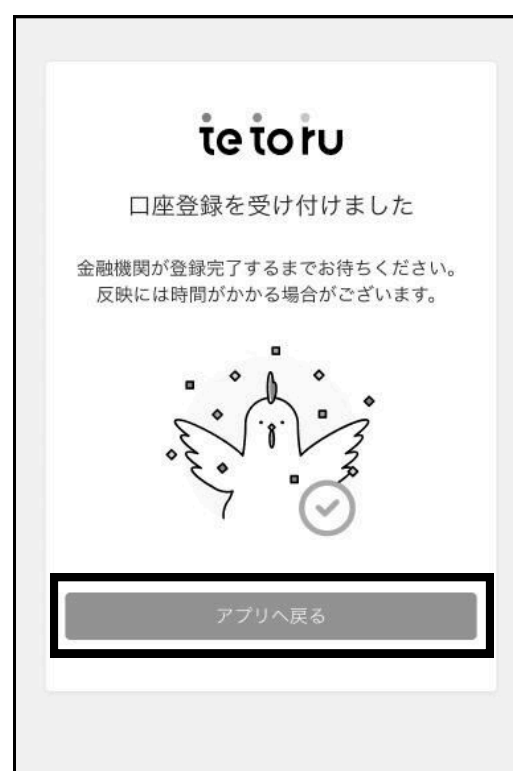 tetoru
口座登録を受け付けました
金融機関が登録完了するまでお待ちください。
反映には時間がかかる場合がございます。
アプリへ戻る